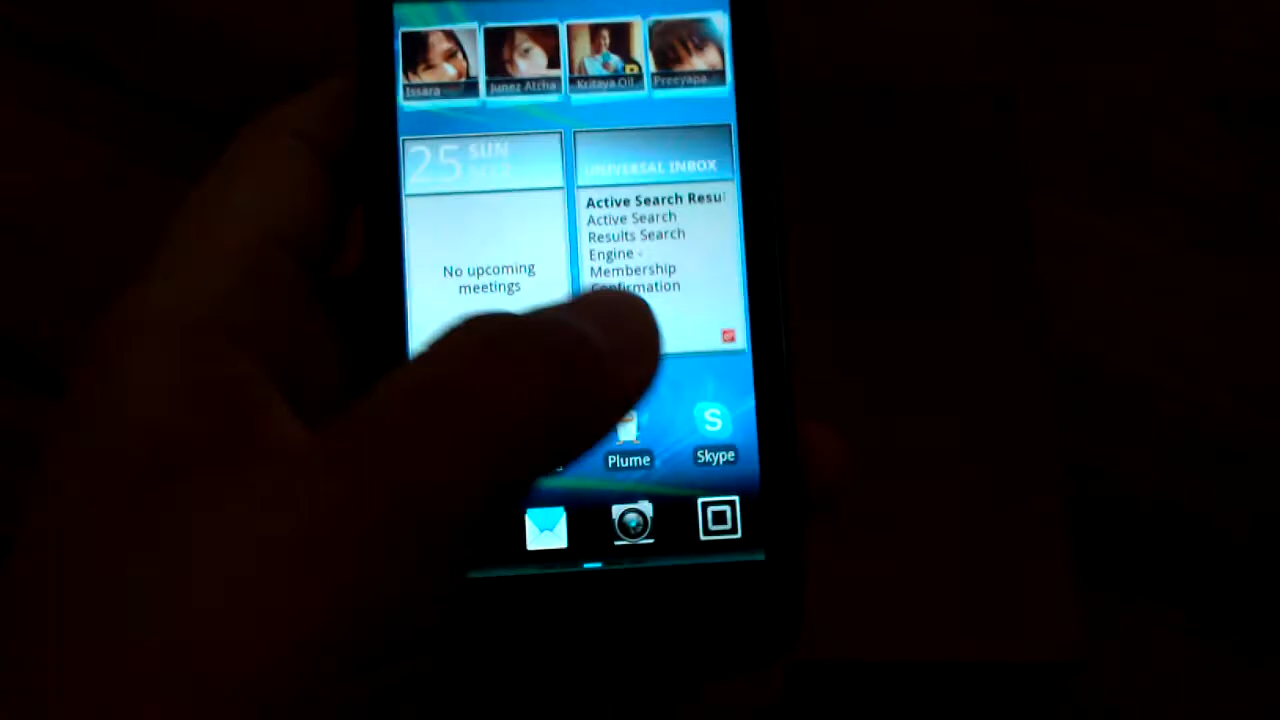 Issara
Junez Atcha
Kritaya Oil
Preeyapa
25 SUN
UNIVERSAL INBOX
Active Search Resu
Active Search
Results Search
Engine -
Membership
Confirmation
No upcoming
meetings
Plume
Skype